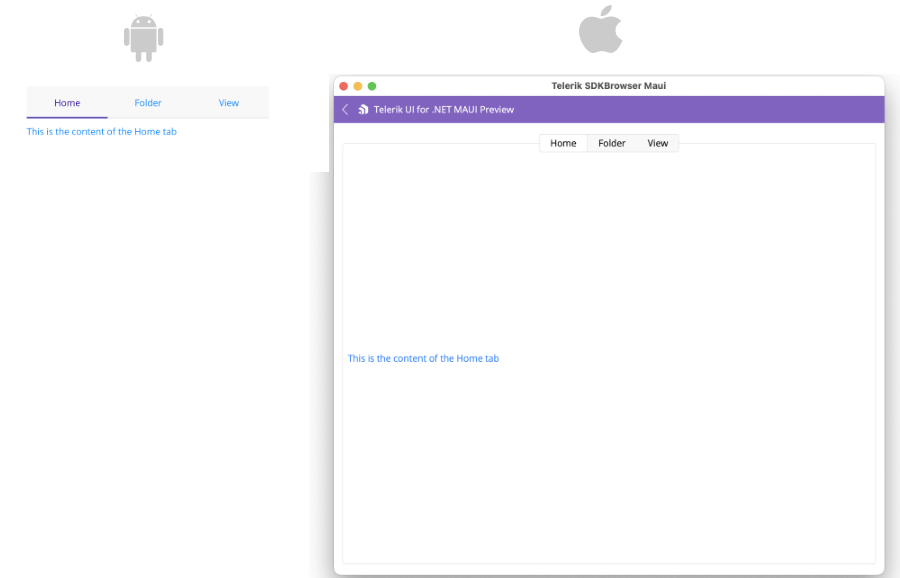 Home Folder View
This is the content of the Home tab
Telerik SDKBrowser Maui
Telerik UI for .NET MAUI Preview
Home Folder View
This is the content of the Home tab